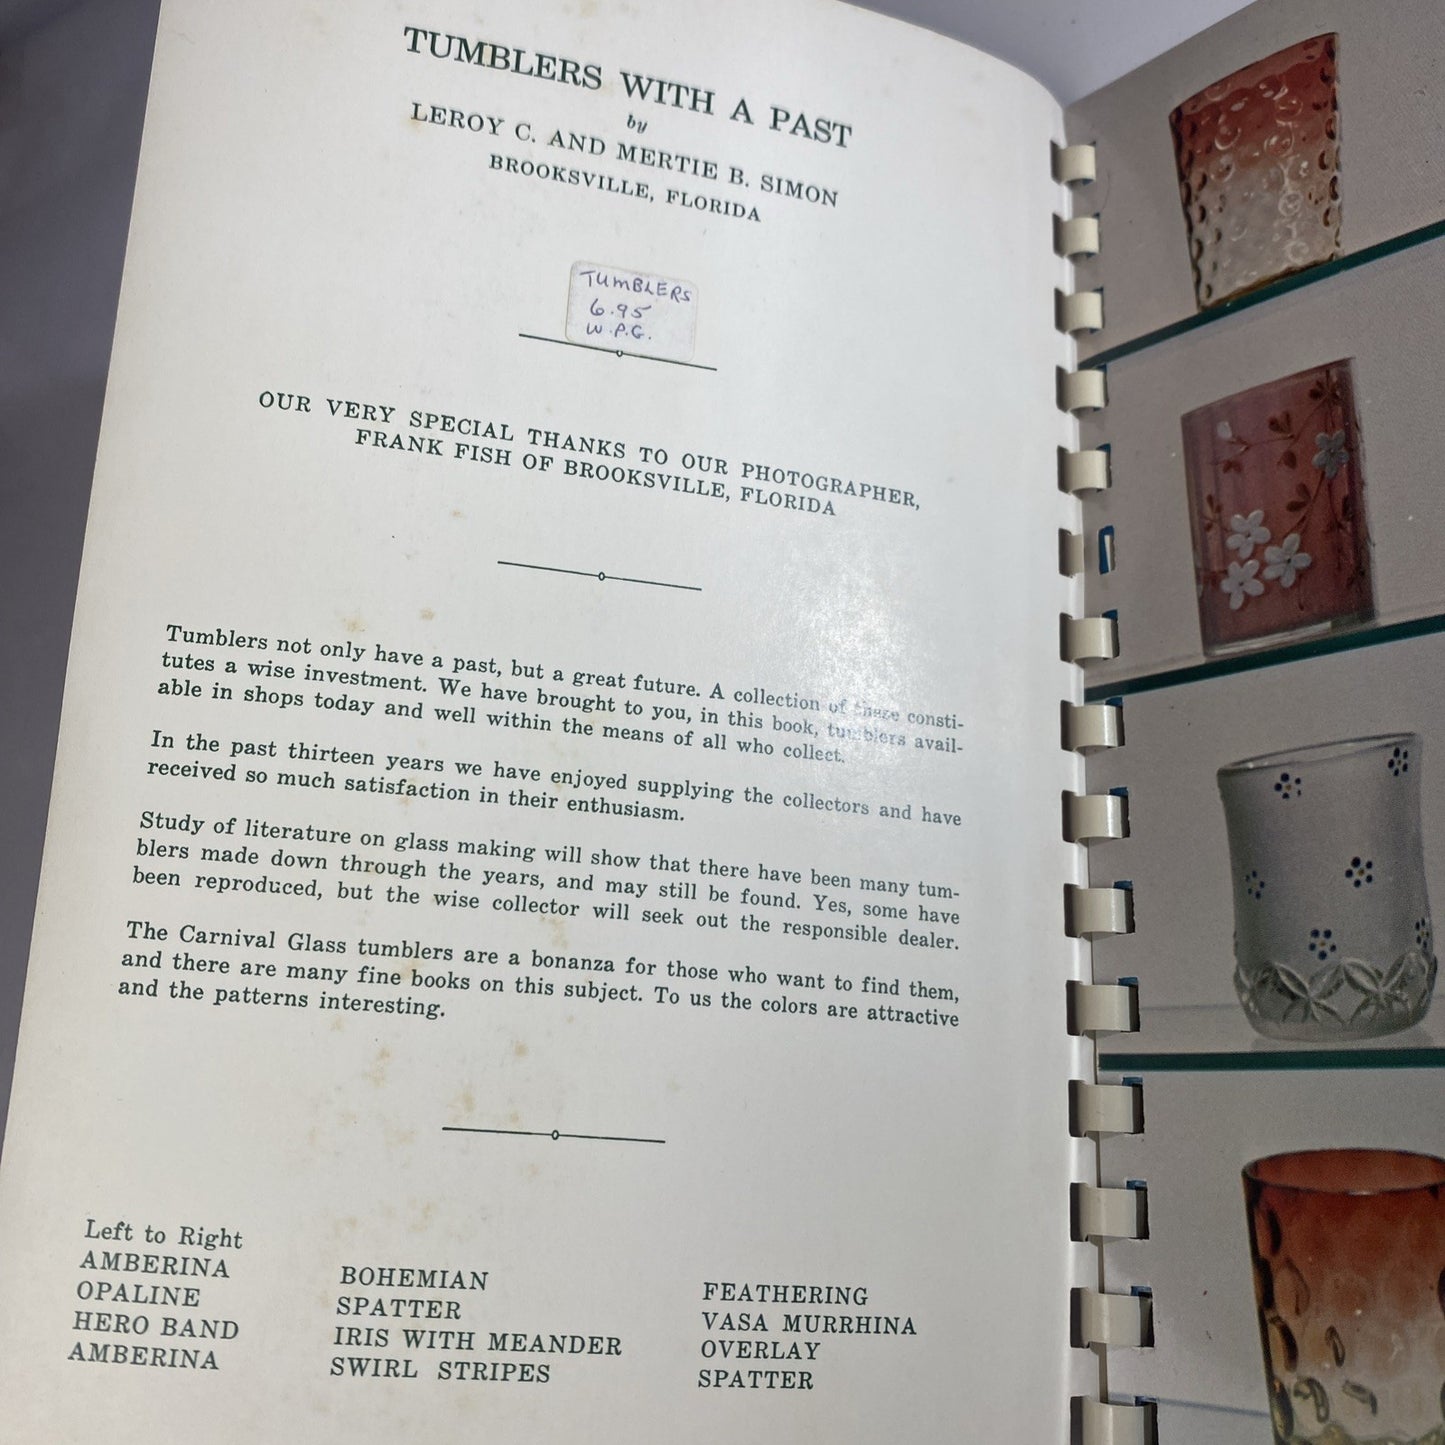 TUMBLERS WITH A PAST
by
LEROY C. AND MERTIE B. SIMON
BROOKSVILLE, FLORIDA
TUMBLERS
6.95
W.P.G.
OUR VERY SPECIAL THANKS TO OUR PHOTOGRAPHER,
FRANK FISH OF BROOKSVILLE, FLORIDA
Tumblers not only have a past, but a great future. A collection of these consti-
tutes a wise investment. We have brought to you, in this book, tumblers avail-
able in shops today and well within the means of all who collect.
In the past thirteen years we have enjoyed supplying the collectors and have
received so much satisfaction in their enthusiasm.
Study of literature on glass making will show that there have been many tum-
blers made down through the years, and may still be found. Yes, some have
been reproduced, but the wise collector will seek out the responsible dealer.
The Carnival Glass tumblers are a bonanza for those who want to find them,
and there are many fine books on this subject. To us the colors are attractive
and the patterns interesting.
Left to Right
AMBERINA
OPALINE
HERO BAND
AMBERINA
BOHEMIAN
SPATTER
IRIS WITH MEANDER
SWIRL STRIPES
FEATHERING
VASA MURRHINA
OVERLAY
SPATTER